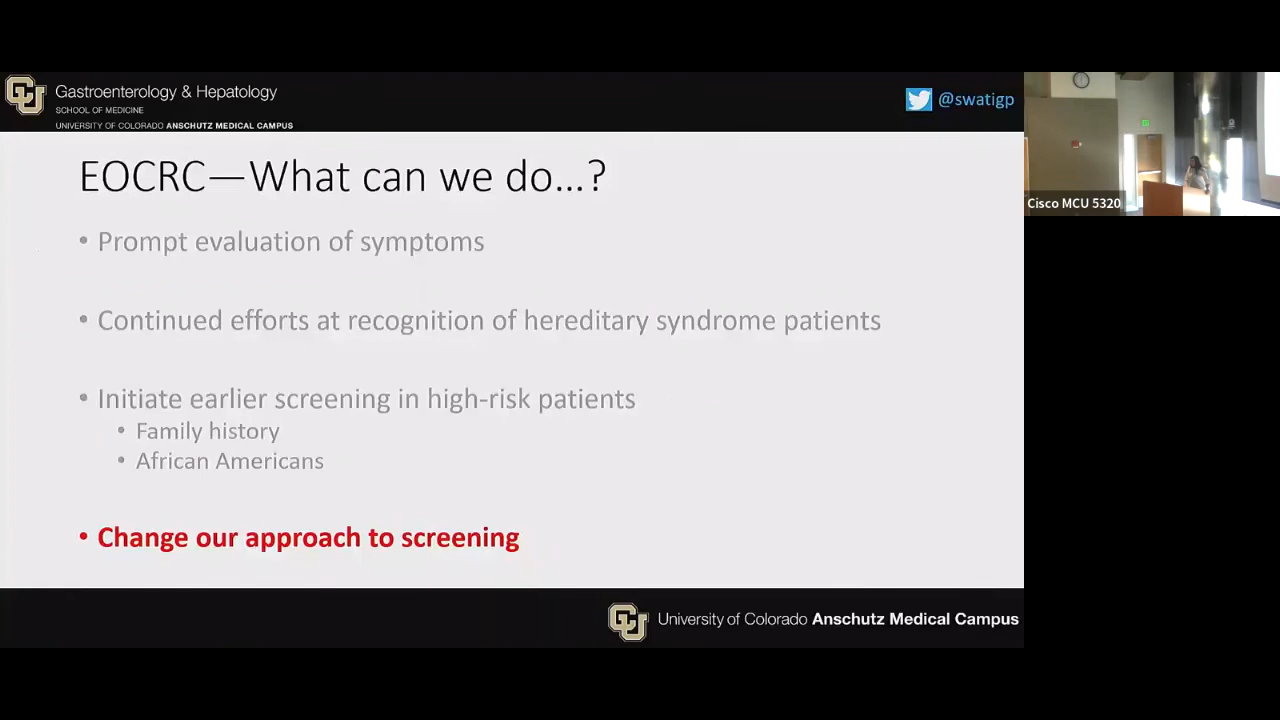 Gastroenterology & Hepatology
SCHOOL OF MEDICINE
UNIVERSITY OF COLORADO ANSCHUTZ MEDICAL CAMPUS
@swatigp
EOCRC—What can we do...?
• Prompt evaluation of symptoms
• Continued efforts at recognition of hereditary syndrome patients
• Initiate earlier screening in high-risk patients
• Family history
• African Americans
• Change our approach to screening
University of Colorado Anschutz Medical Campus
Cisco MCU 5320